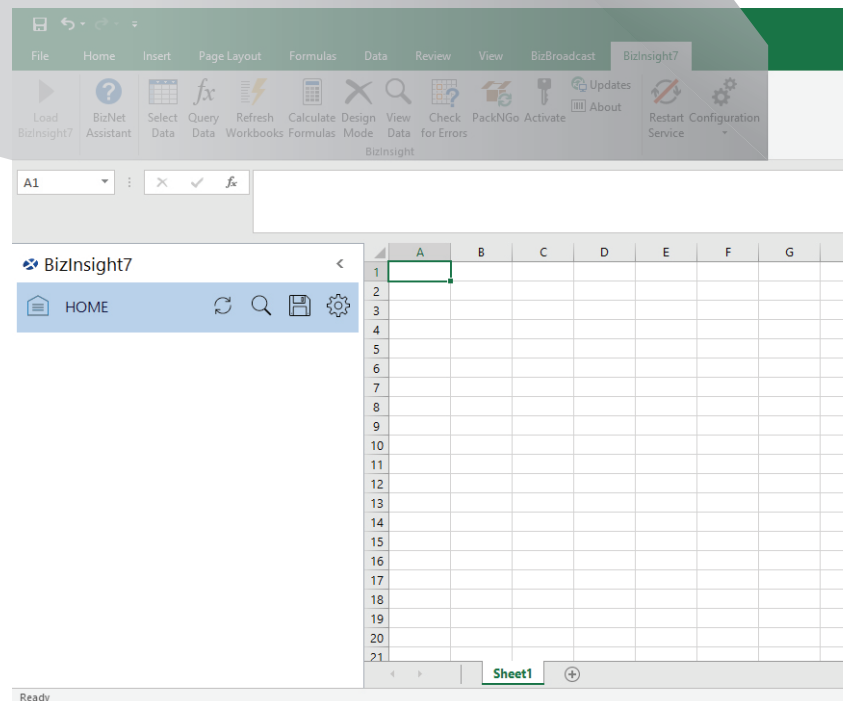 File Home Insert Page Layout Formulas Data Review View BizBroadcast BizInsight7
Load BizInsight7
BizNet Assistant
Select Data
Query Data
Refresh Workbooks
Calculate Formulas
Design Mode
View Data
Check for Errors
PackNGo
Activate
Updates
About
Restart Service
Configuration
BizInsight
A1
fx
BizInsight7
HOME
A B C D E F G
1
2
3
4
5
6
7
8
9
10
11
12
13
14
15
16
17
18
19
20
21
Sheet1
Ready